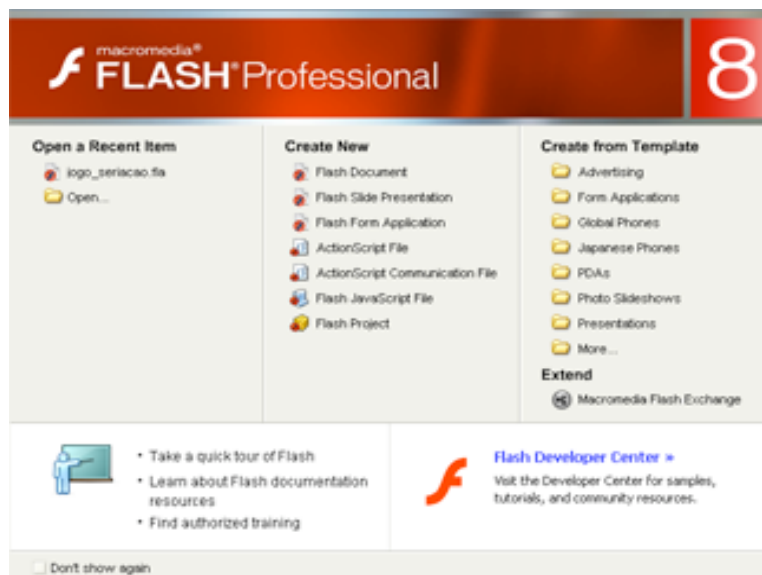 macromedia®
FLASH® Professional
8
Open a Recent Item
jogo_seriacao.fla
Open...
Create New
Flash Document
Flash Slide Presentation
Flash Form Application
ActionScript File
ActionScript Communication File
Flash JavaScript File
Flash Project
Create from Template
Advertising
Form Applications
Global Phones
Japanese Phones
PDAs
Photo Slideshows
Presentations
More...
Extend
Macromedia Flash Exchange
• Take a quick tour of Flash
• Learn about Flash documentation
resources
• Find authorized training
Flash Developer Center »
Visit the Developer Center for samples,
tutorials, and community resources.
Don't show again